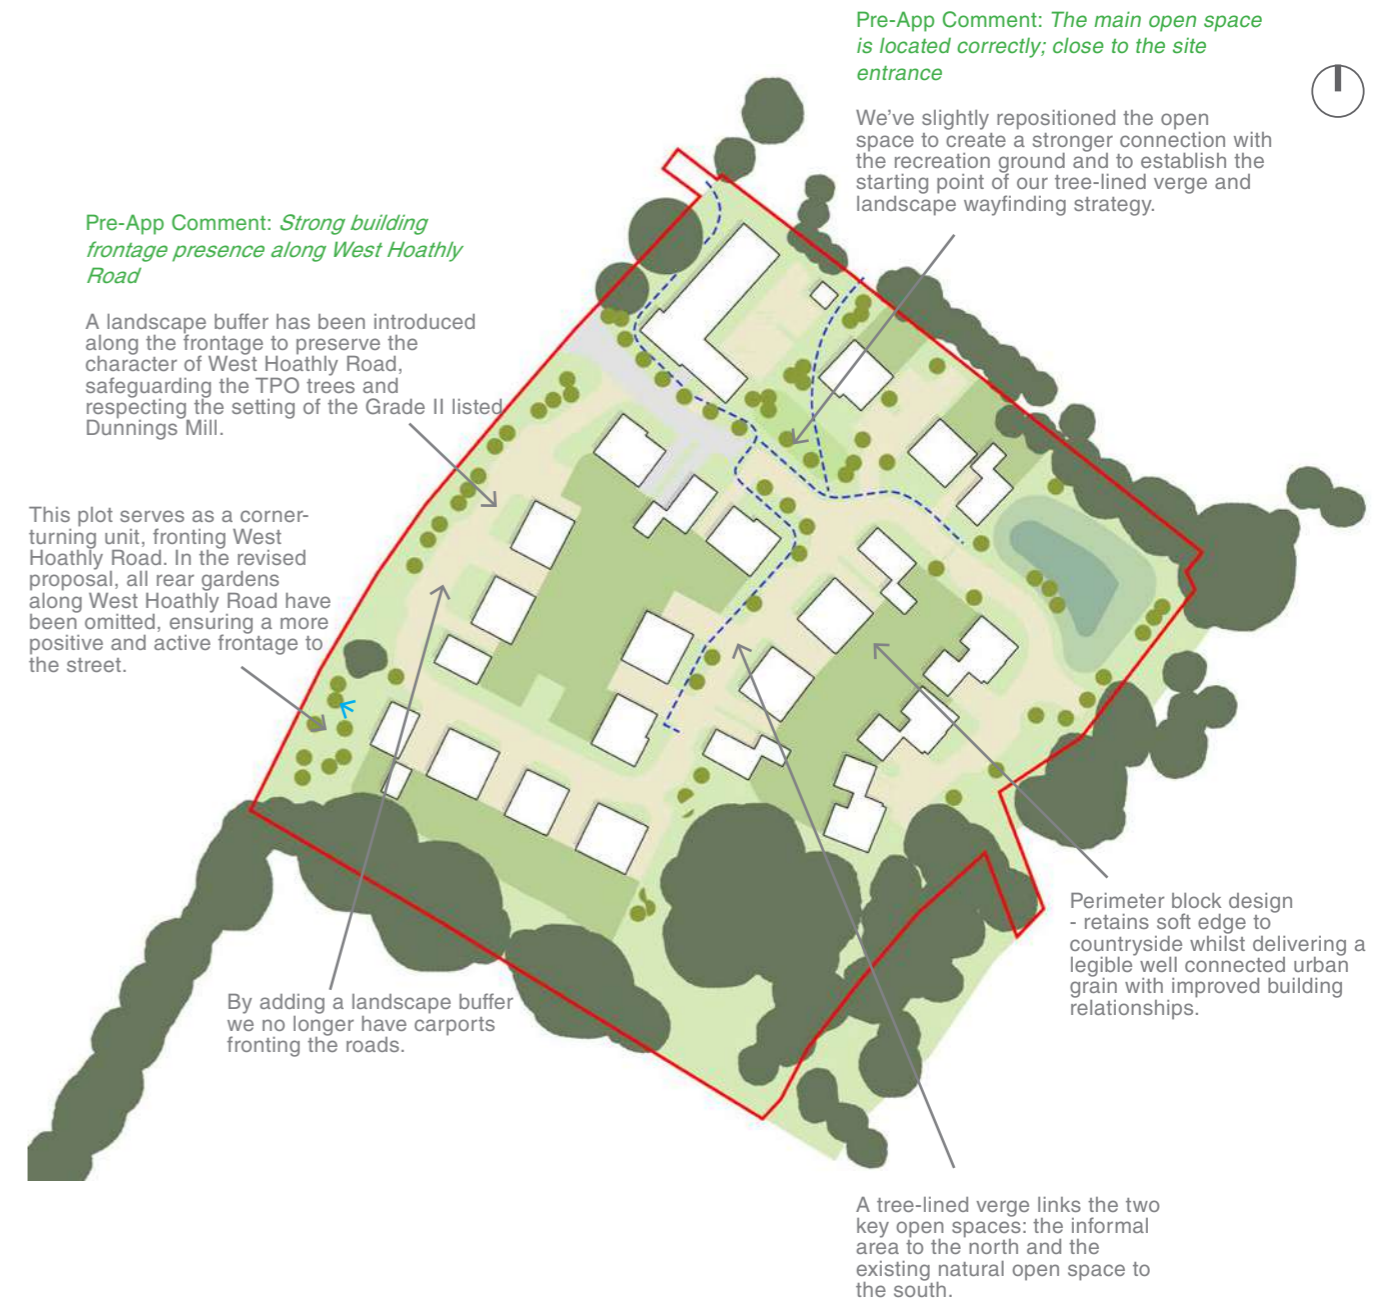 Pre-App Comment: The main open space
is located correctly; close to the site
entrance
We've slightly repositioned the open
space to create a stronger connection with
the recreation ground and to establish the
starting point of our tree-lined verge and
landscape wayfinding strategy.
Pre-App Comment: Strong building
frontage presence along West Hoathly
Road
A landscape buffer has been introduced
along the frontage to preserve the
character of West Hoathly Road,
safeguarding the TPO trees and
respecting the setting of the Grade II listed
Dunnings Mill.
This plot serves as a corner-
turning unit, fronting West
Hoathly Road. In the revised
proposal, all rear gardens
along West Hoathly Road have
been omitted, ensuring a more
positive and active frontage to
the street.
By adding a landscape buffer
we no longer have carports
fronting the roads.
Perimeter block design
- retains soft edge to
countryside whilst delivering a
legible well connected urban
grain with improved building
relationships.
A tree-lined verge links the two
key open spaces: the informal
area to the north and the
existing natural open space to
the south.